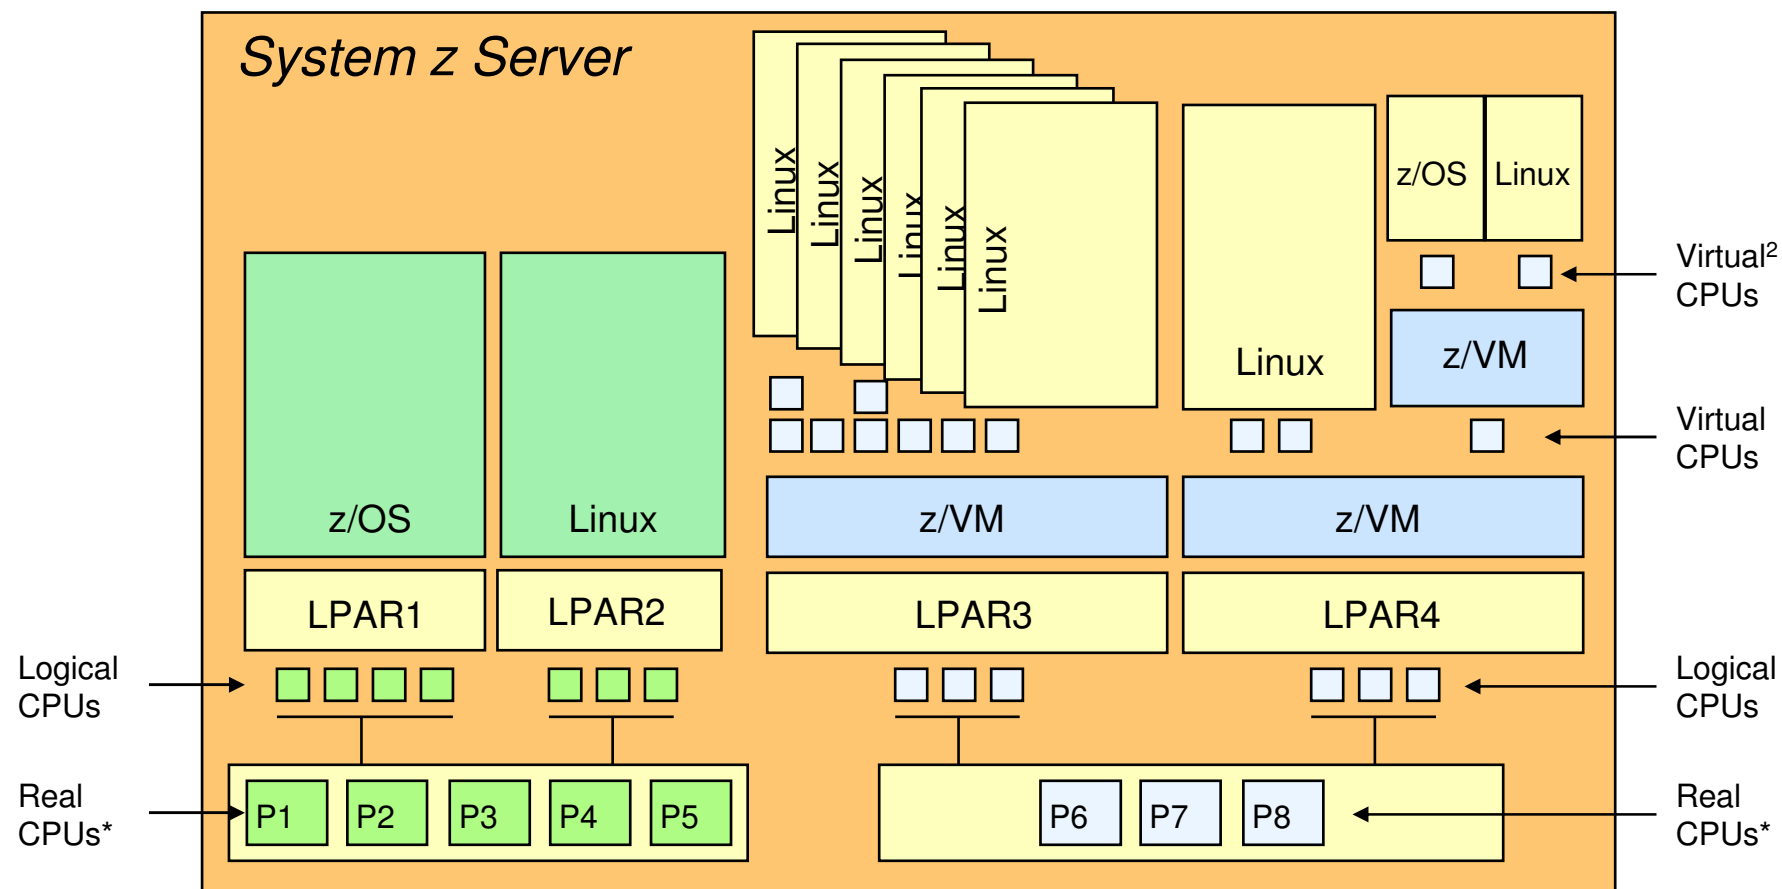 System z Server
Linux
Linux
Linux
Linux
Linux
Linux
z/OS
Linux
Virtual2
CPUs
Linux
z/VM
Virtual
CPUs
z/OS
Linux
z/VM
z/VM
LPAR1
LPAR2
LPAR3
LPAR4
Logical
CPUs
Logical
CPUs
Real
CPUs*
P1
P2
P3
P4
P5
P6
P7
P8
Real
CPUs*